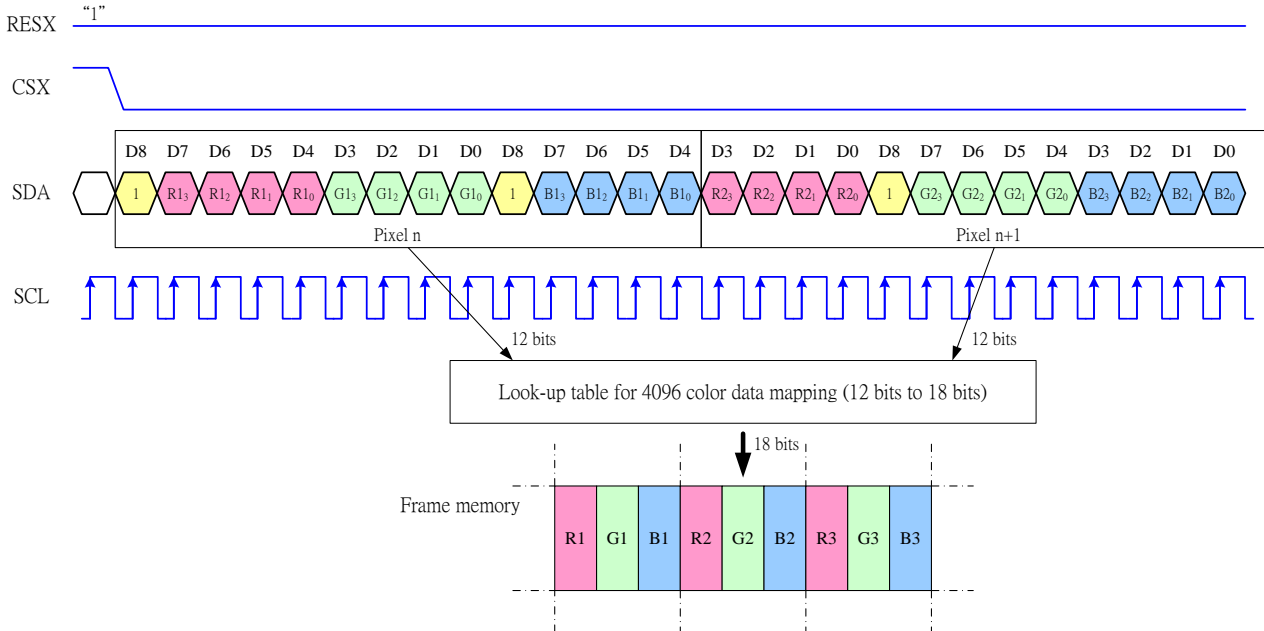 RESX “1”
CSX
D8 D7 D6 D5 D4 D3 D2 D1 D0 D8 D7 D6 D5 D4 D3 D2 D1 D0 D8 D7 D6 D5 D4 D3 D2 D1 D0
SDA 1 R1₃ R1₂ R1₁ R1₀ G1₃ G1₂ G1₁ G1₀ 1 B1₃ B1₂ B1₁ B1₀ R2₃ R2₂ R2₁ R2₀ 1 G2₃ G2₂ G2₁ G2₀ B2₃ B2₂ B2₁ B2₀
Pixel n Pixel n+1
SCL
12 bits 12 bits
Look-up table for 4096 color data mapping (12 bits to 18 bits)
18 bits
Frame memory
R1 G1 B1 R2 G2 B2 R3 G3 B3